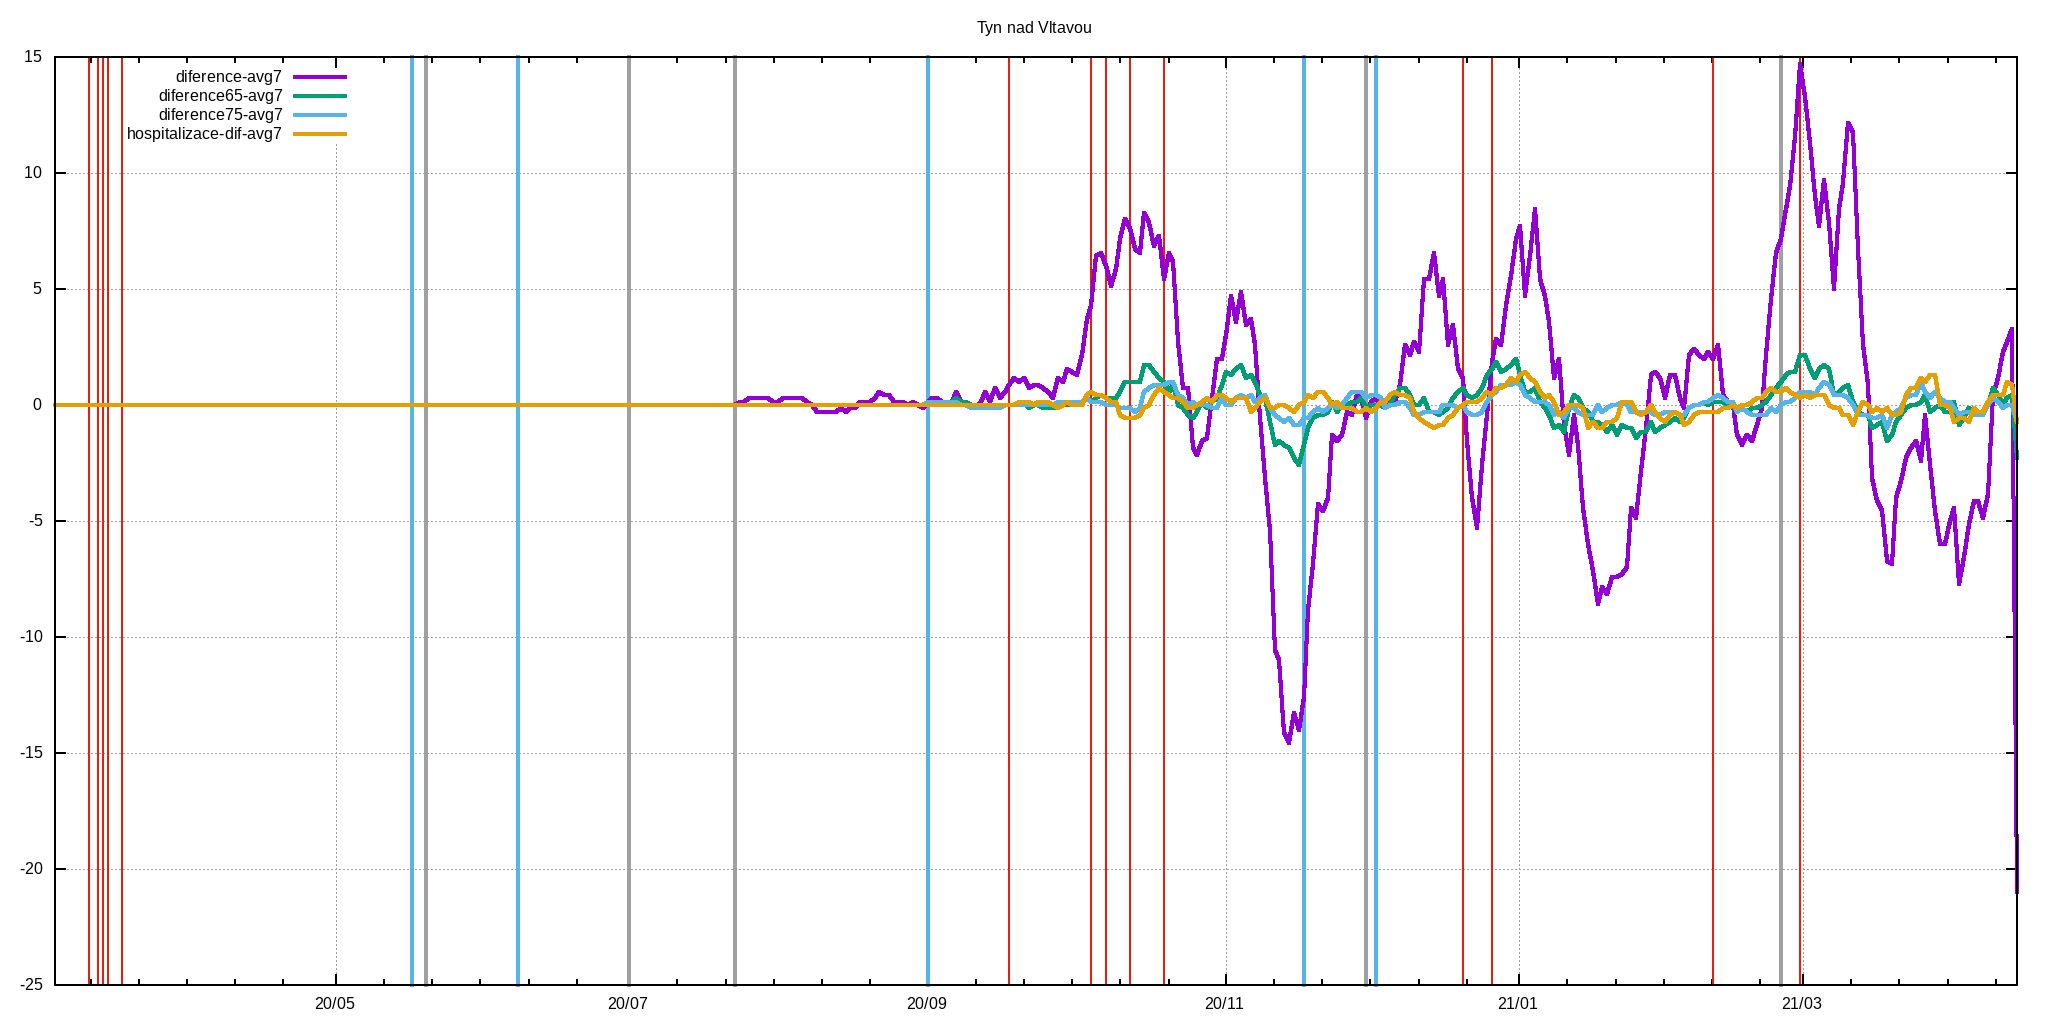 Tyn nad Vltavou
diference-avg7
diference65-avg7
diference75-avg7
hospitalizace-dif-avg7
15
10
5
0
-5
-10
-15
-20
-25
20/05 20/07 20/09 20/11 21/01 21/03